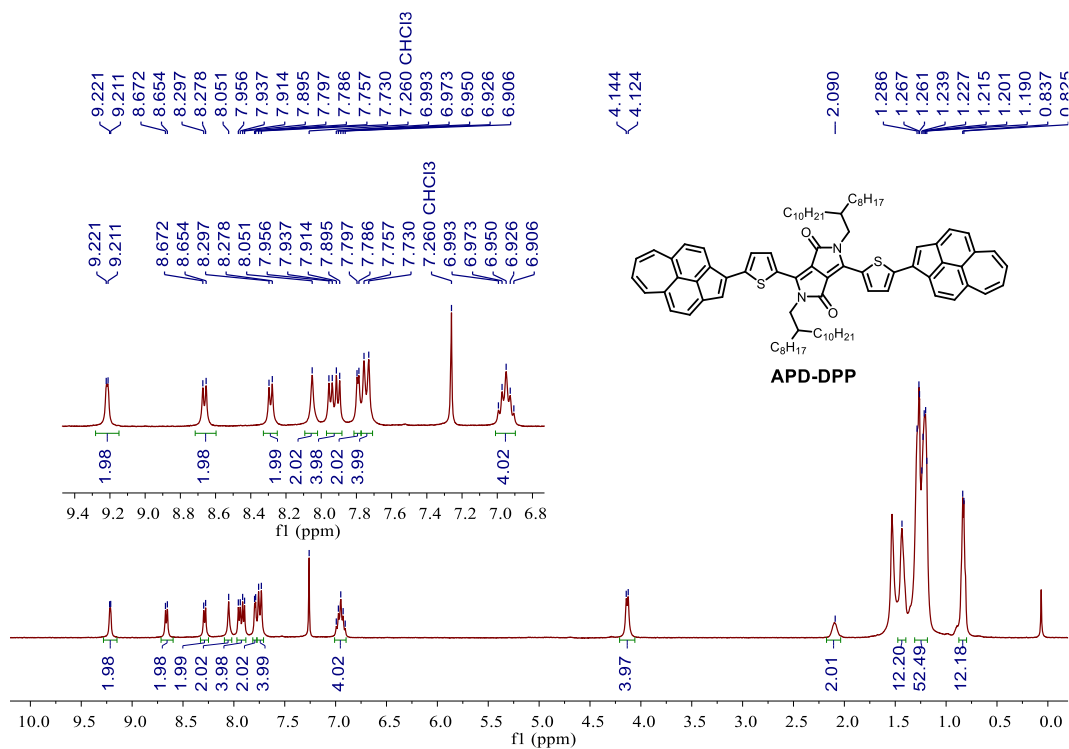 9.221 9.211 8.672 8.654 8.297 8.278 8.051 7.956 7.937 7.914 7.895 7.797 7.786 7.757 7.730 7.260 CHCl3 6.993 6.973 6.950 6.926 6.906 4.144 4.124 2.090 1.286 1.267 1.261 1.239 1.227 1.215 1.201 1.190 0.837 0.825
9.221 9.211 8.672 8.654 8.297 8.278 8.051 7.956 7.937 7.914 7.895 7.797 7.786 7.757 7.730 7.260 CHCl3 6.993 6.973 6.950 6.926 6.906
C10H21 C8H17
O N S
S N O
C10H21
C8H17
APD-DPP
1.98 1.98 1.99 2.02 3.98 2.02 3.99 4.02
9.4 9.2 9.0 8.8 8.6 8.4 8.2 8.0 7.8 7.6 7.4 7.2 7.0 6.8
f1 (ppm)
1.98 1.98 1.99 2.02 3.98 2.02 3.99 4.02 3.97 2.01 12.20 52.49 12.18
10.0 9.5 9.0 8.5 8.0 7.5 7.0 6.5 6.0 5.5 5.0 4.5 4.0 3.5 3.0 2.5 2.0 1.5 1.0 0.5 0.0
f1 (ppm)